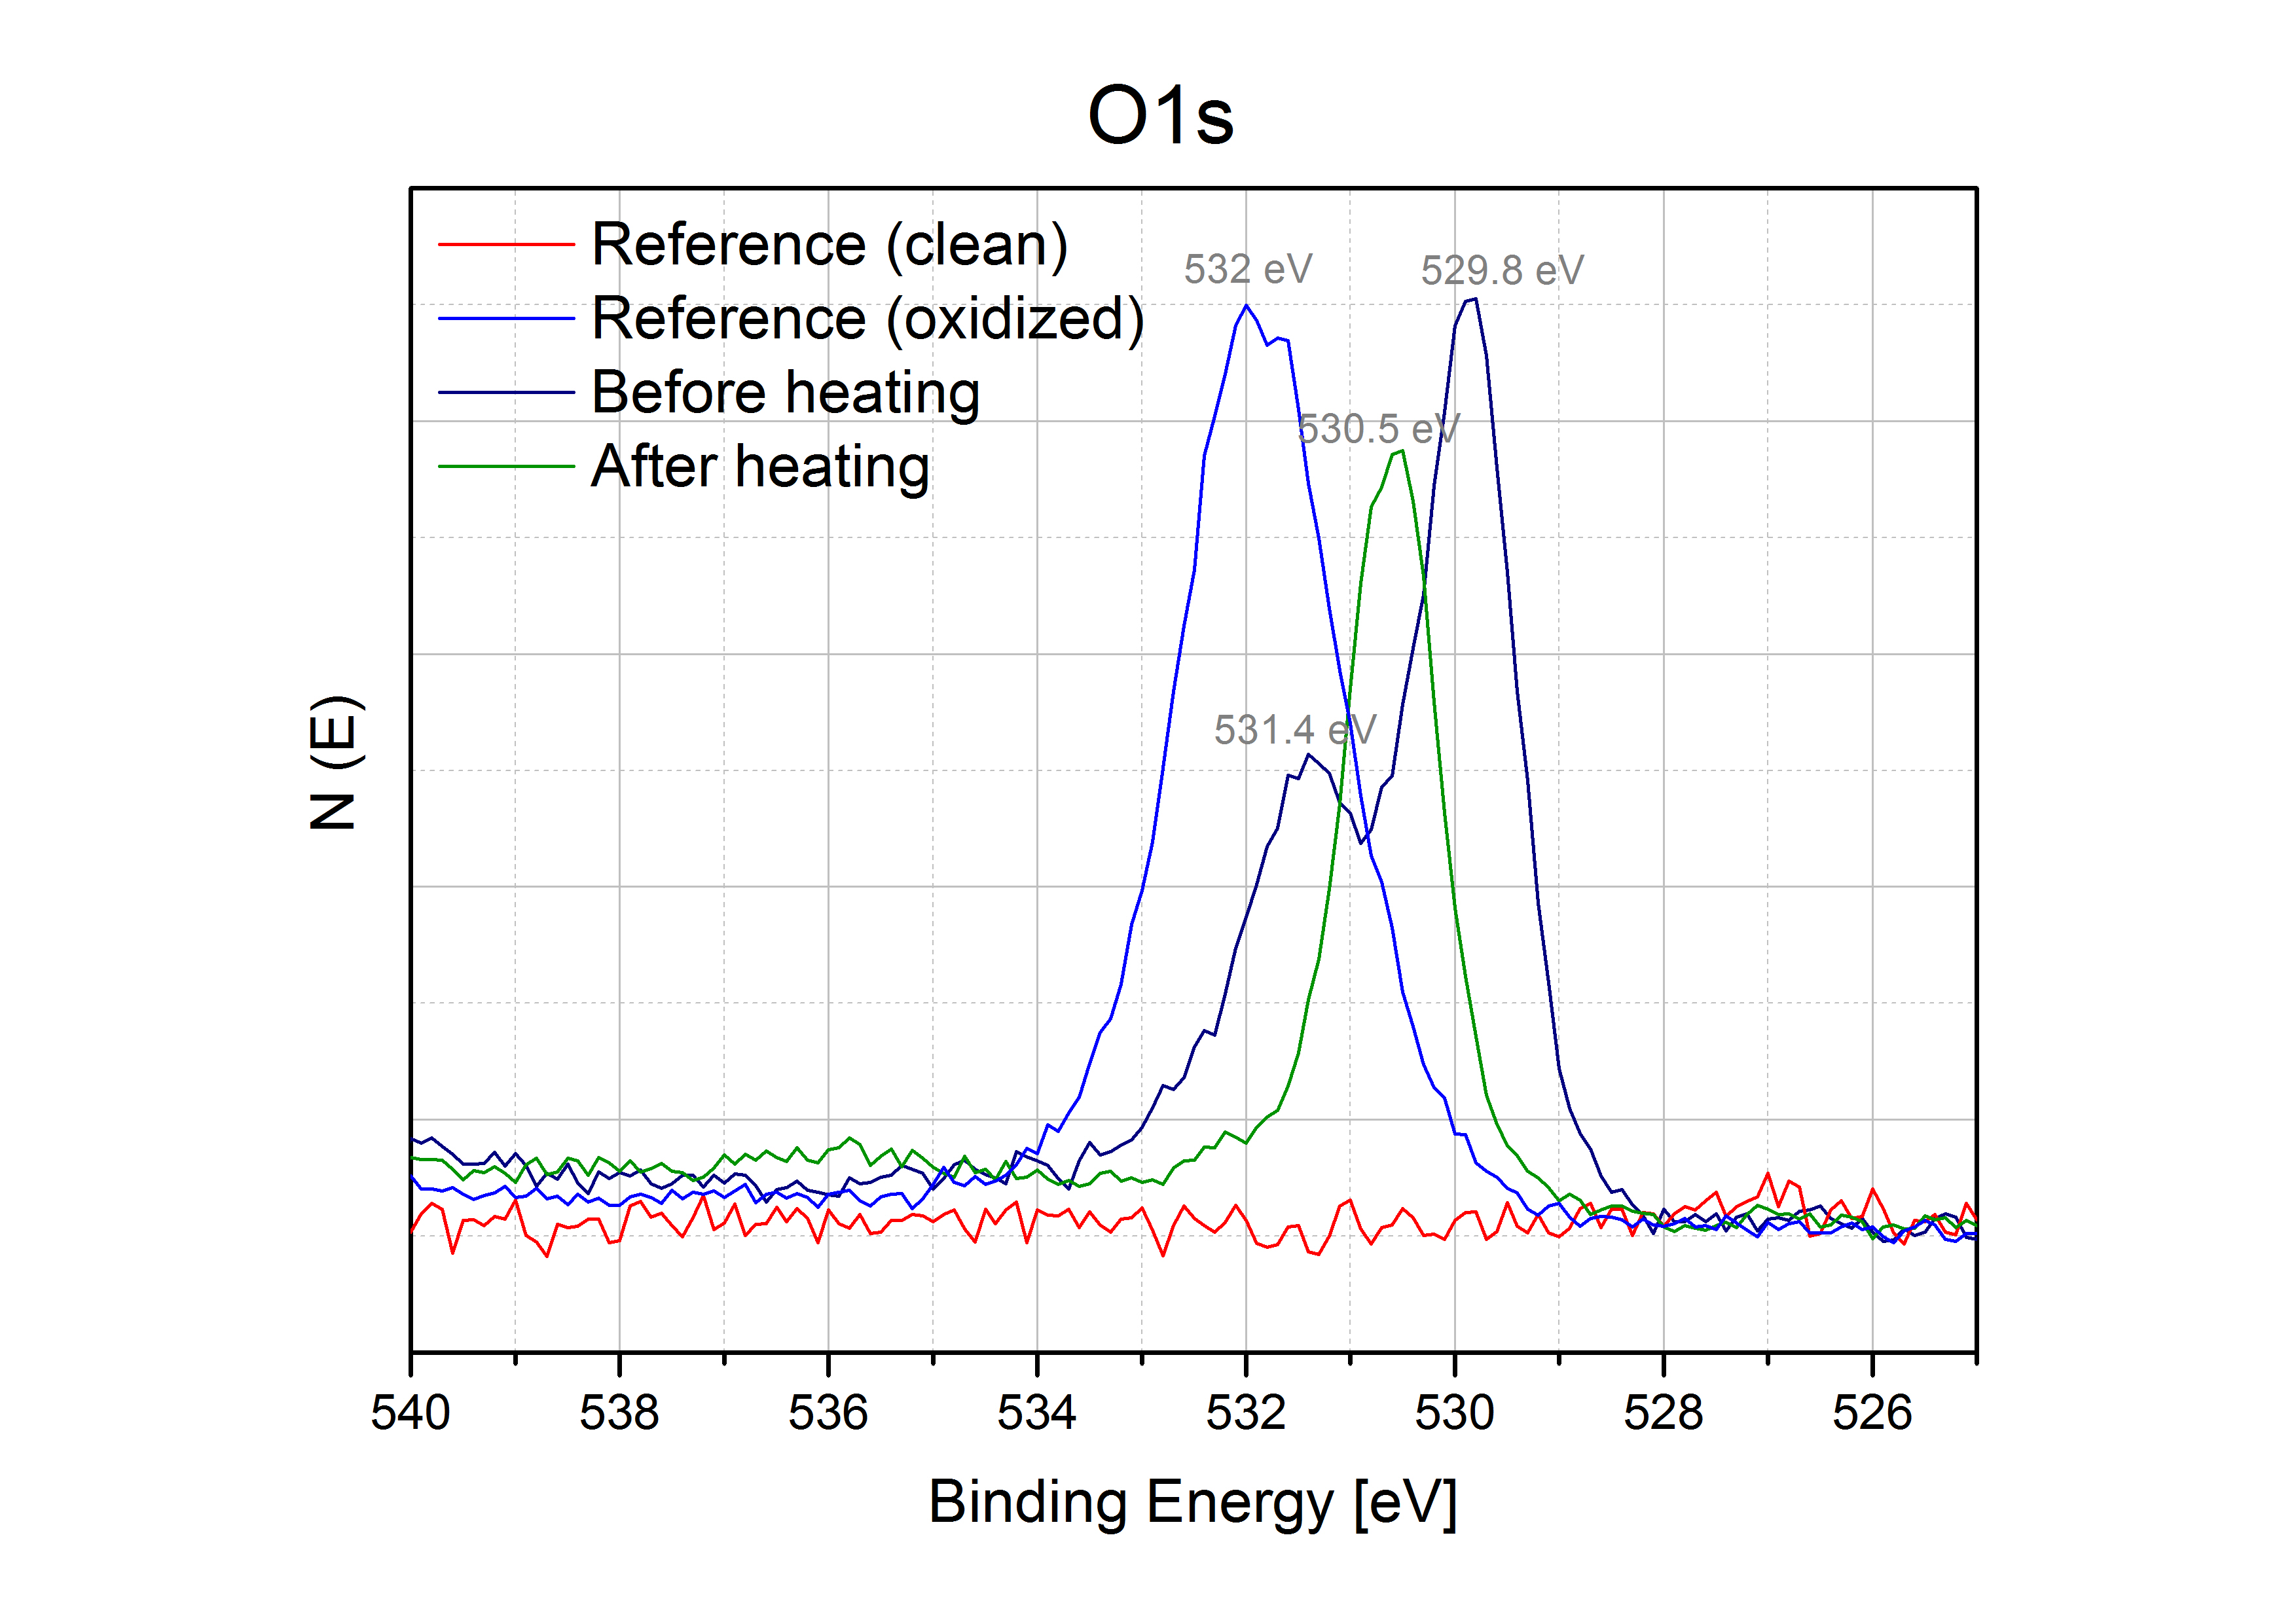 O1s
Reference (clean)
Reference (oxidized)
Before heating
After heating
532 eV
529.8 eV
530.5 eV
531.4 eV
N (E)
540 538 536 534 532 530 528 526
Binding Energy [eV]